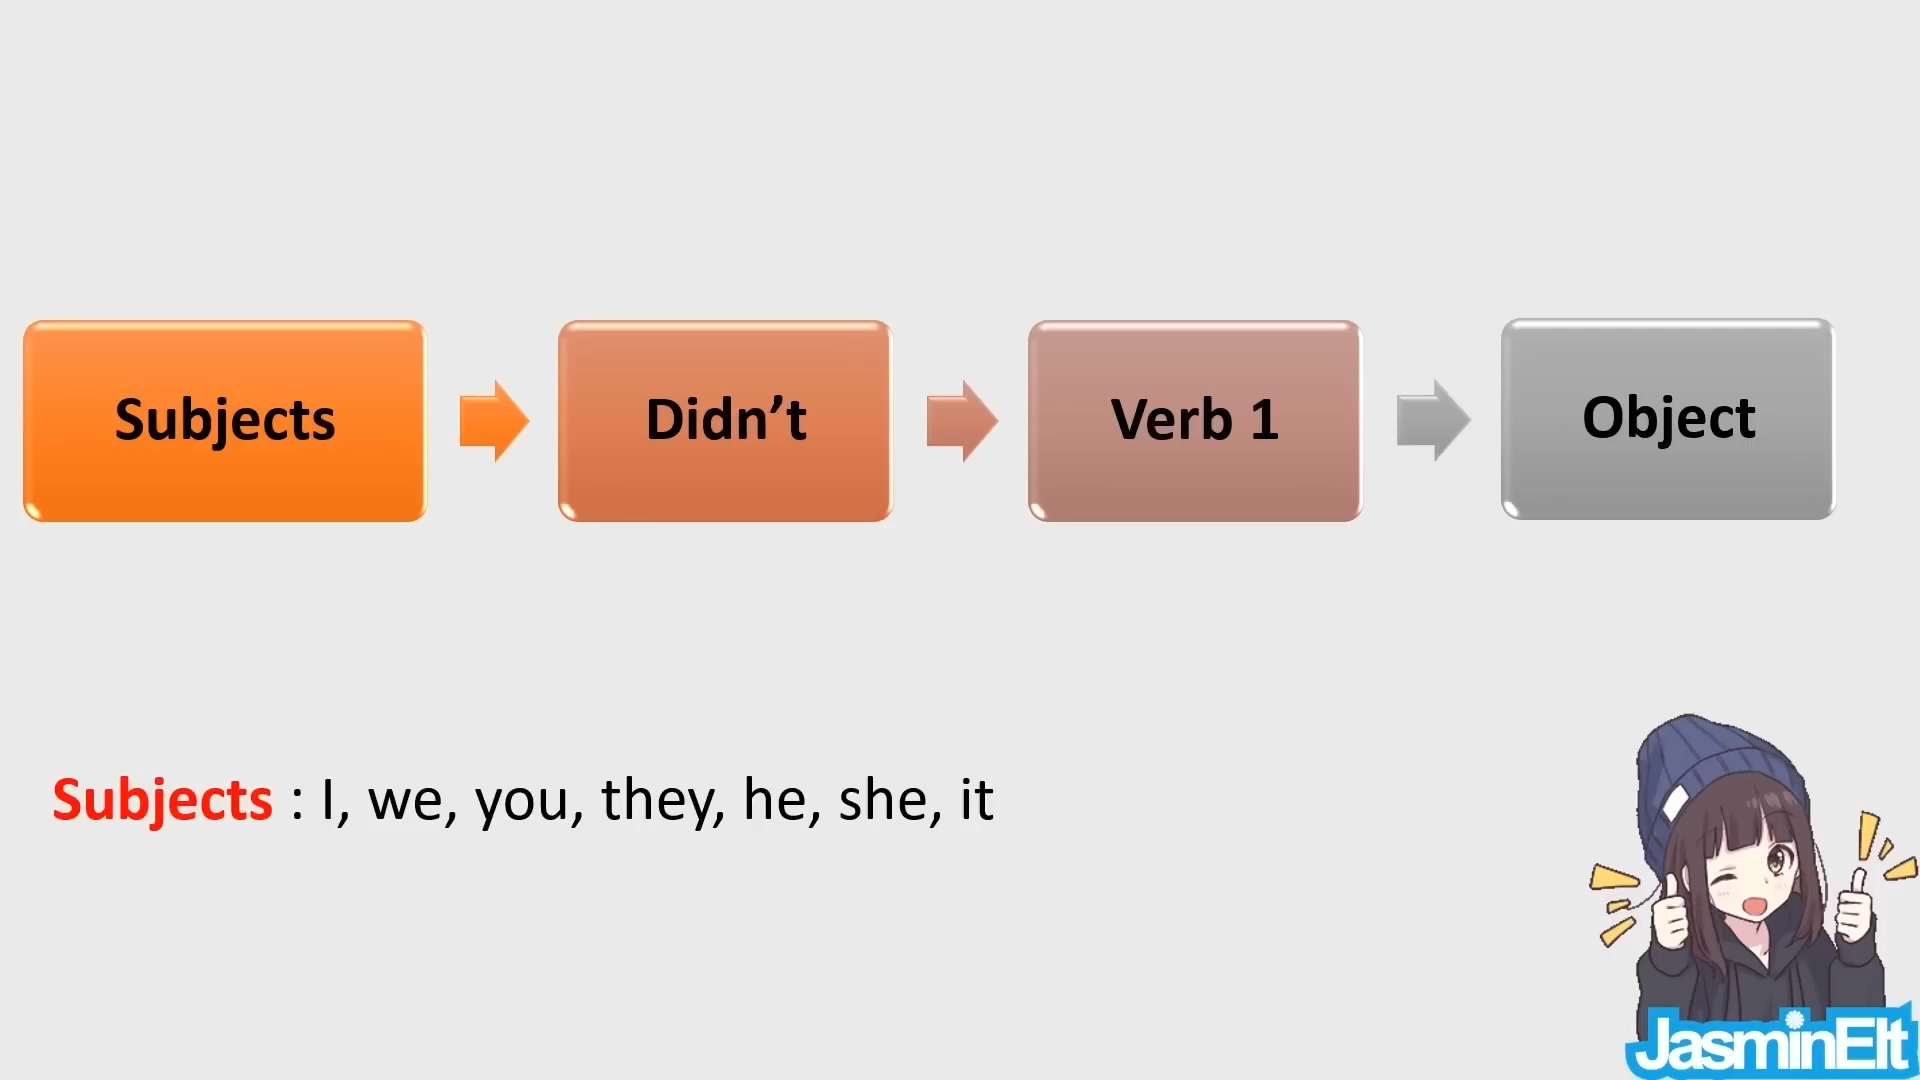 Subjects
Didn’t
Verb 1
Object
Subjects : I, we, you, they, he, she, it
JasminElt